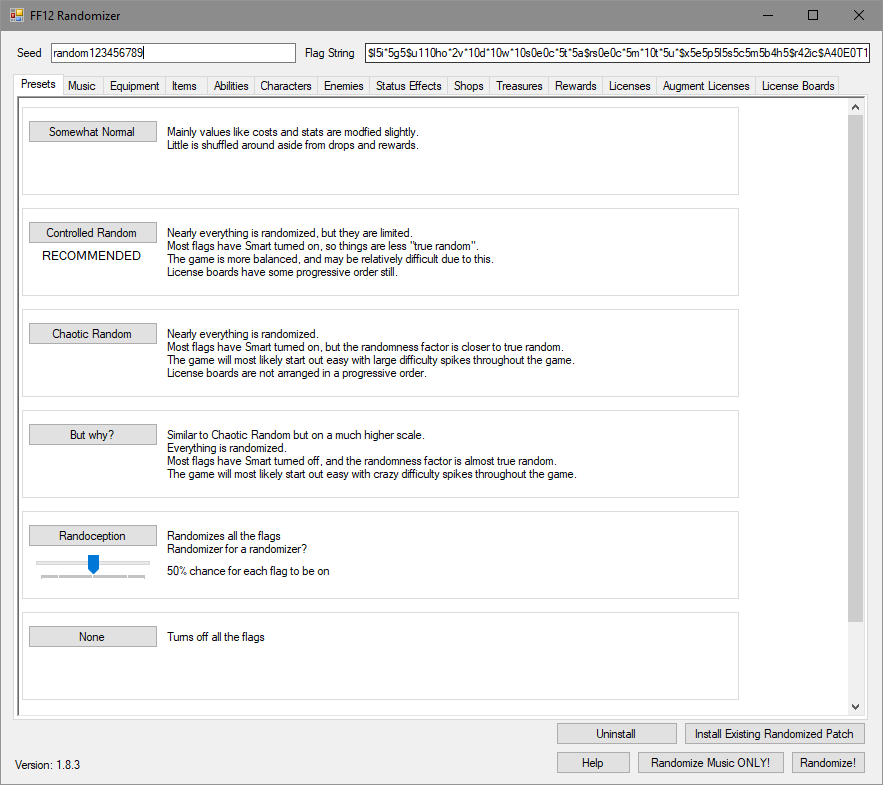 FF12 Randomizer
Seed random123456789 Flag String $l5i*5g5$u110ho*2v*10d*10w*10s0e0c*5t*5a$rs0e0c*5m*10t*5u*$x5e5p5l5s5c5m5b4h5$r42ic$A40E0T1
Presets Music Equipment Items Abilities Characters Enemies Status Effects Shops Treasures Rewards Licenses Augment Licenses License Boards
Somewhat Normal
Mainly values like costs and stats are modfied slightly.
Little is shuffled around aside from drops and rewards.
Controlled Random
RECOMMENDED
Nearly everything is randomized, but they are limited.
Most flags have Smart turned on, so things are less "true random".
The game is more balanced, and may be relatively difficult due to this.
License boards have some progressive order still.
Chaotic Random
Nearly everything is randomized.
Most flags have Smart turned on, but the randomness factor is closer to true random.
The game will most likely start out easy with large difficulty spikes throughout the game.
License boards are not arranged in a progressive order.
But why?
Similar to Chaotic Random but on a much higher scale.
Everything is randomized.
Most flags have Smart turned off, and the randomness factor is almost true random.
The game will most likely start out easy with crazy difficulty spikes throughout the game.
Randoception
Randomizes all the flags
Randomizer for a randomizer?
50% chance for each flag to be on
None
Turns off all the flags
Uninstall Install Existing Randomized Patch
Version: 1.8.3 Help Randomize Music ONLY! Randomize!